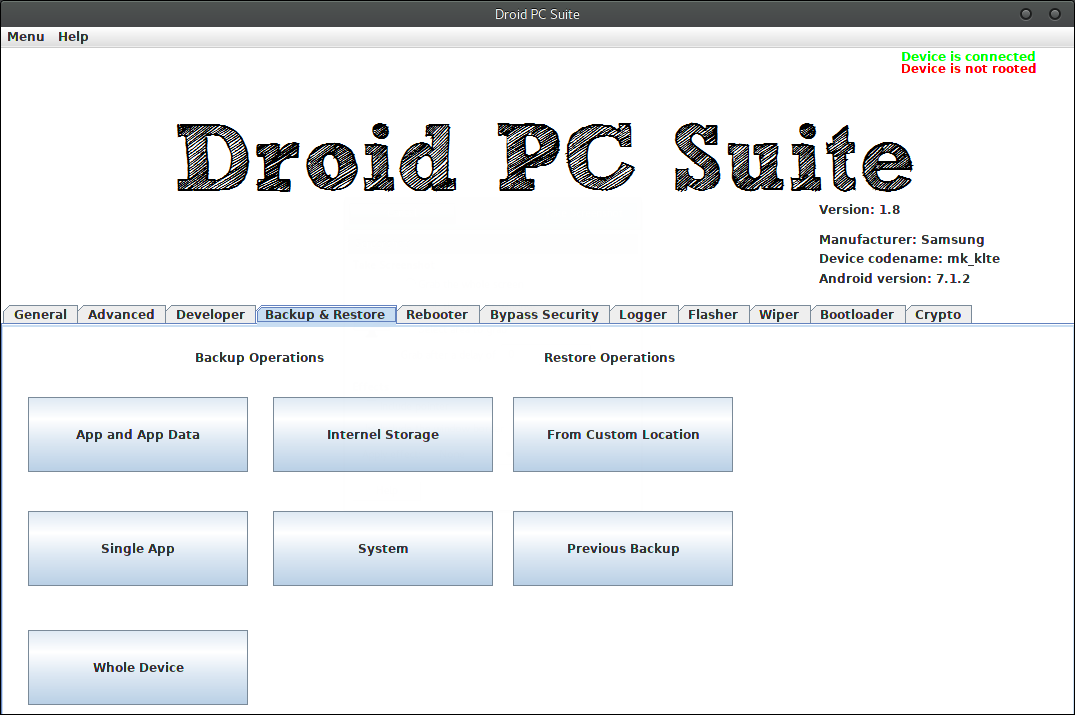 Droid PC Suite
Menu Help
Device is connected
Device is not rooted
Droid PC Suite
Version: 1.8
Manufacturer: Samsung
Device codename: mk_klte
Android version: 7.1.2
General Advanced Developer Backup & Restore Rebooter Bypass Security Logger Flasher Wiper Bootloader Crypto
Backup Operations Restore Operations
App and App Data Internel Storage From Custom Location
Single App System Previous Backup
Whole Device